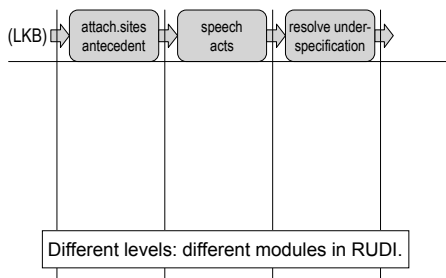 (LKB)
attach.sites
antecedent
speech
acts
resolve under-
specification
Different levels: different modules in RUDI.